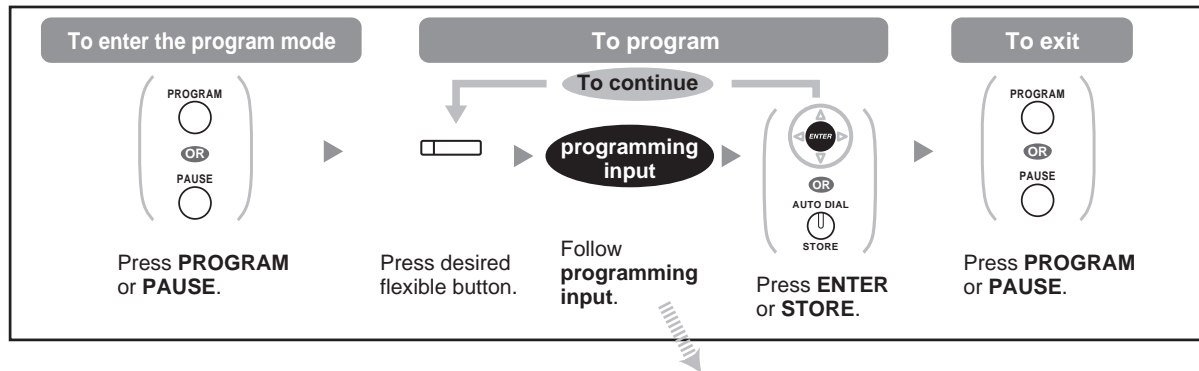 To enter the program mode
To program
To exit
To continue
PROGRAM
OR
PAUSE
programming
input
ENTER
OR
AUTO DIAL
STORE
PROGRAM
OR
PAUSE
Press PROGRAM
or PAUSE.
Press desired
flexible button.
Follow
programming
input.
Press ENTER
or STORE.
Press PROGRAM
or PAUSE.